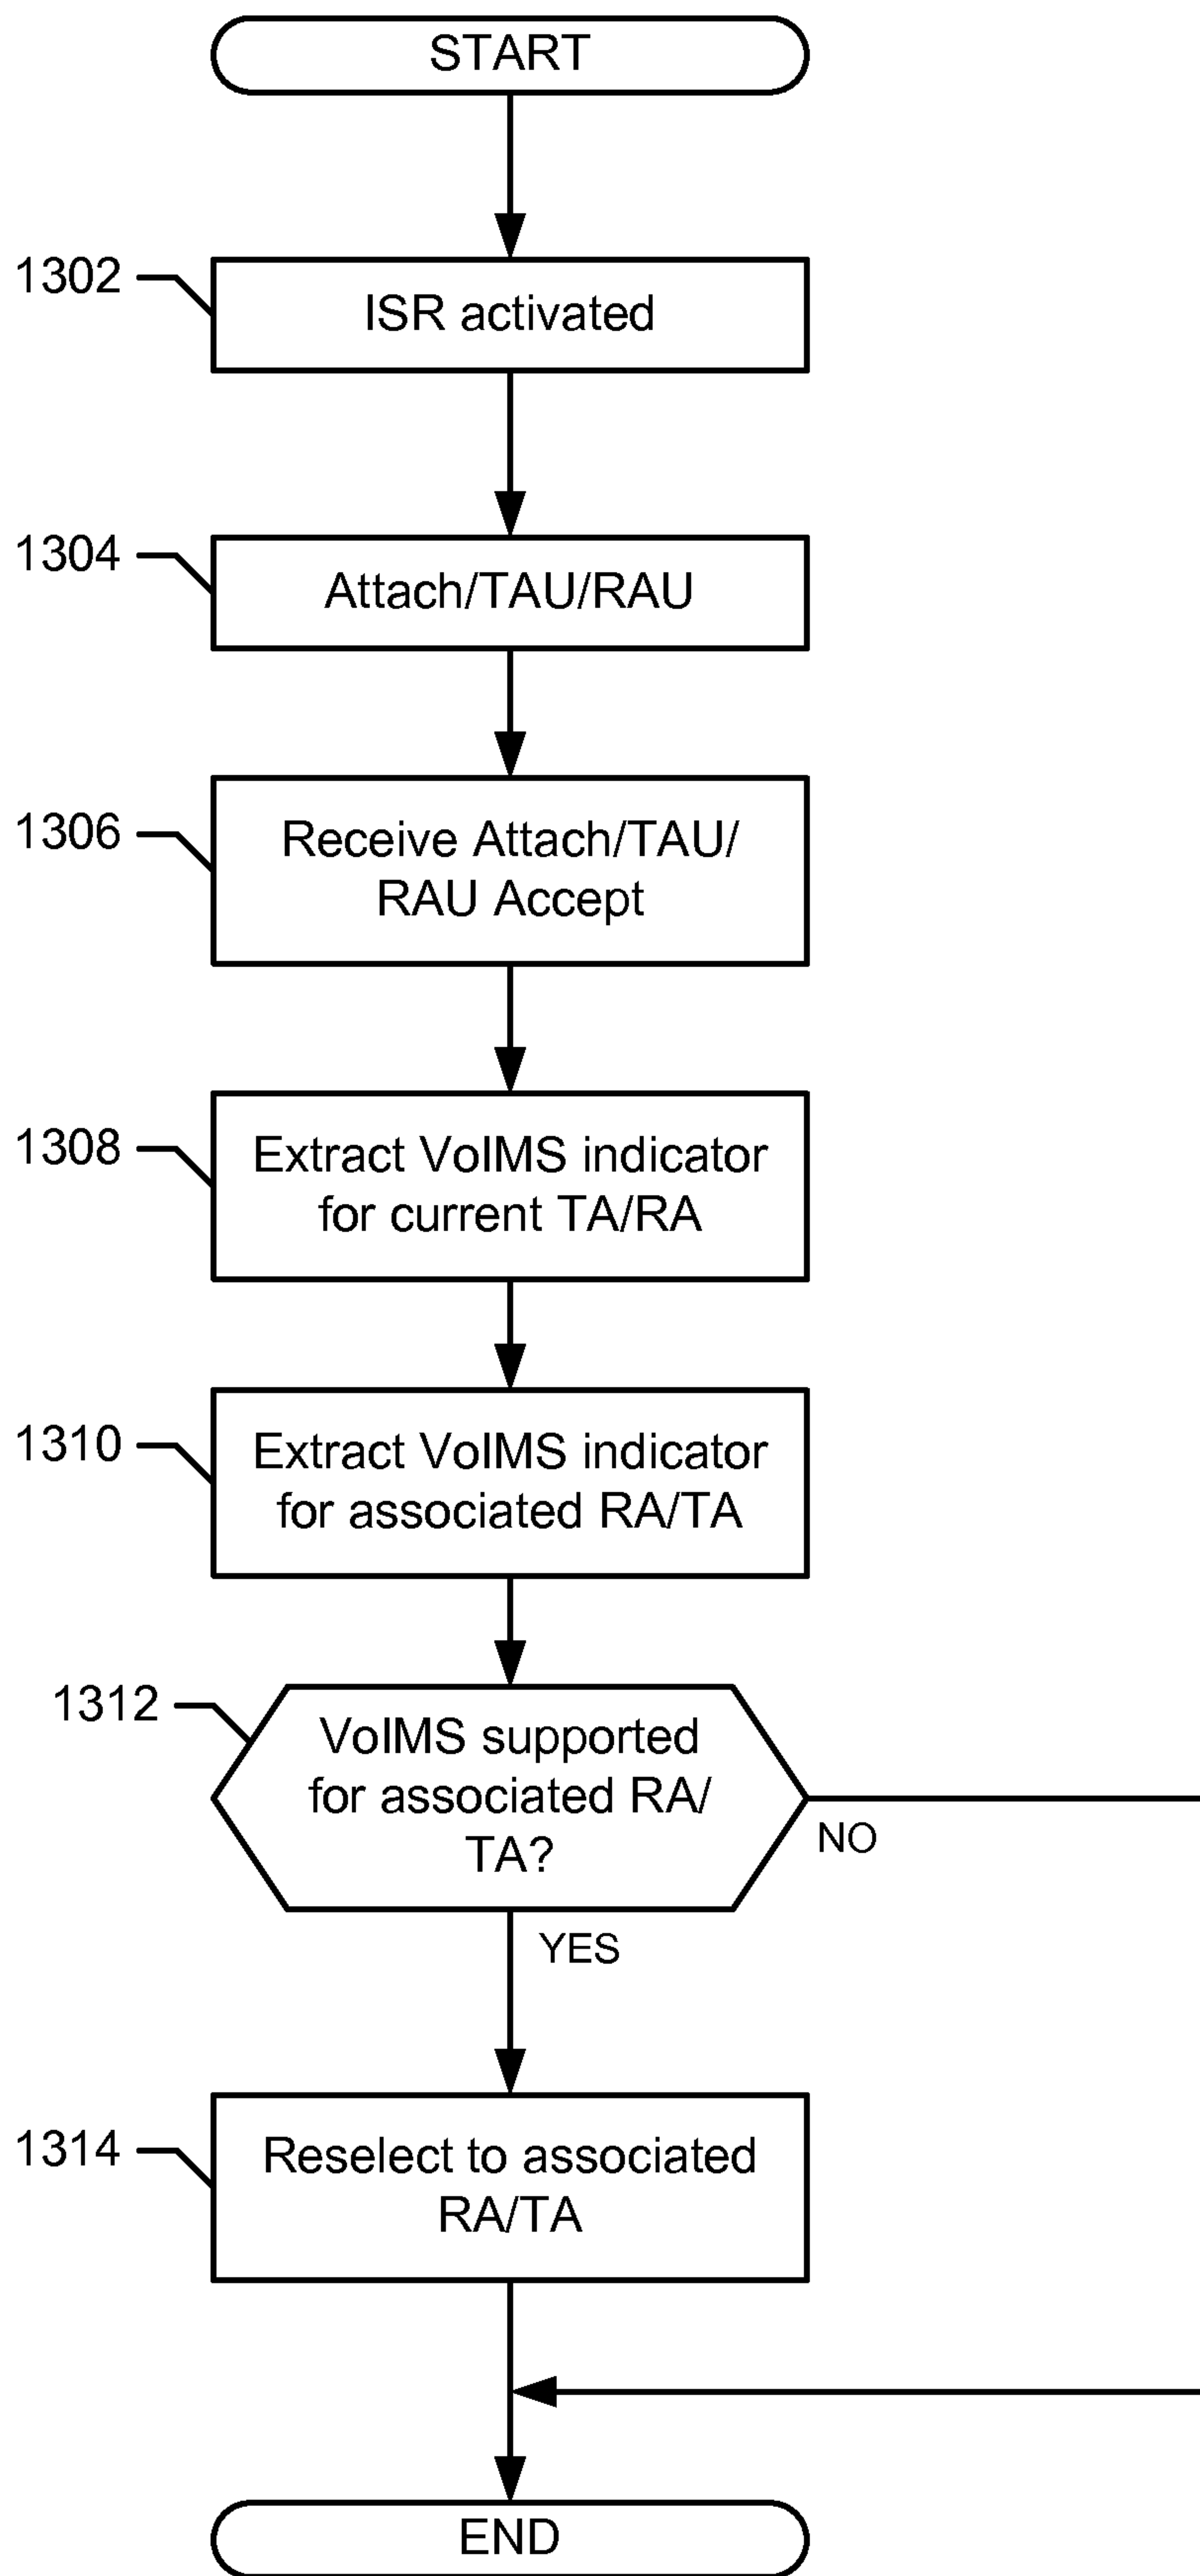 START
1302
ISR activated
1304
Attach/TAU/RAU
1306
Receive Attach/TAU/
RAU Accept
1308
Extract VoIMS indicator
for current TA/RA
1310
Extract VoIMS indicator
for associated RA/TA
1312
VoIMS supported
for associated RA/
TA?
NO
YES
1314
Reselect to associated
RA/TA
END